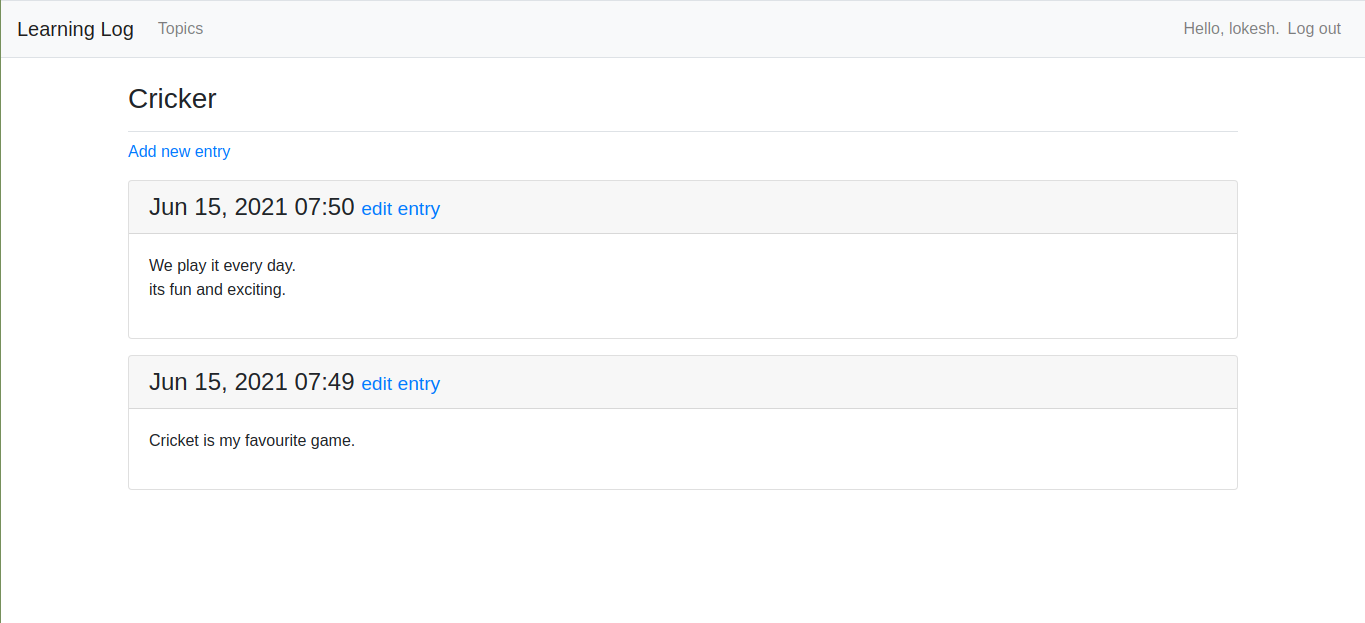 Learning Log Topics Hello, lokesh. Log out
Cricker
Add new entry
Jun 15, 2021 07:50 edit entry
We play it every day.
its fun and exciting.
Jun 15, 2021 07:49 edit entry
Cricket is my favourite game.